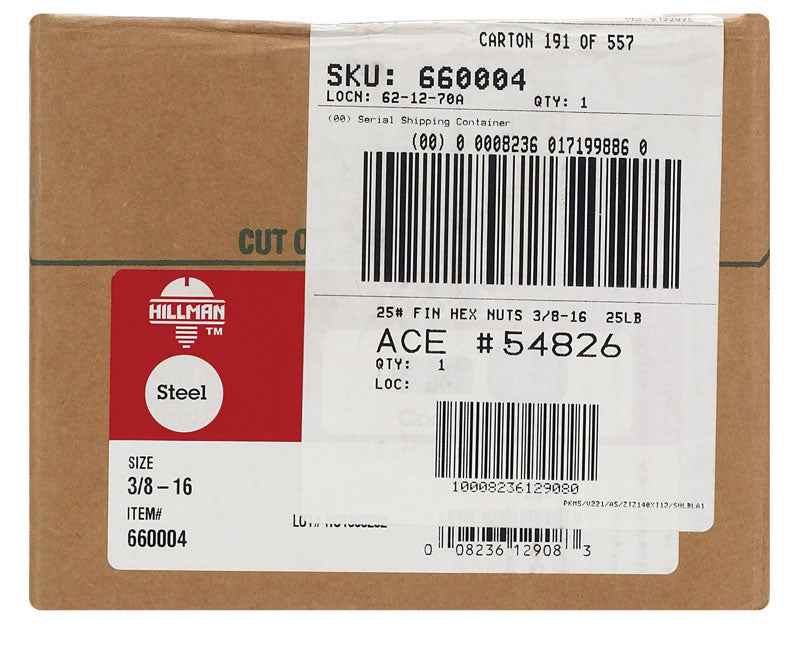 CARTON 191 OF 557
SKU: 660004
LOCN: 62-12-70A QTY: 1
(00) Serial Shipping Container
(00) 0 0008236 017199886 0
CUT O
25# FIN HEX NUTS 3/8-16 25LB
ACE #54826
QTY: 1
LOC:
10008236129080
HILLMAN
TM
Steel
SIZE
3/8 – 16
ITEM#
660004
0 08236 12908 3